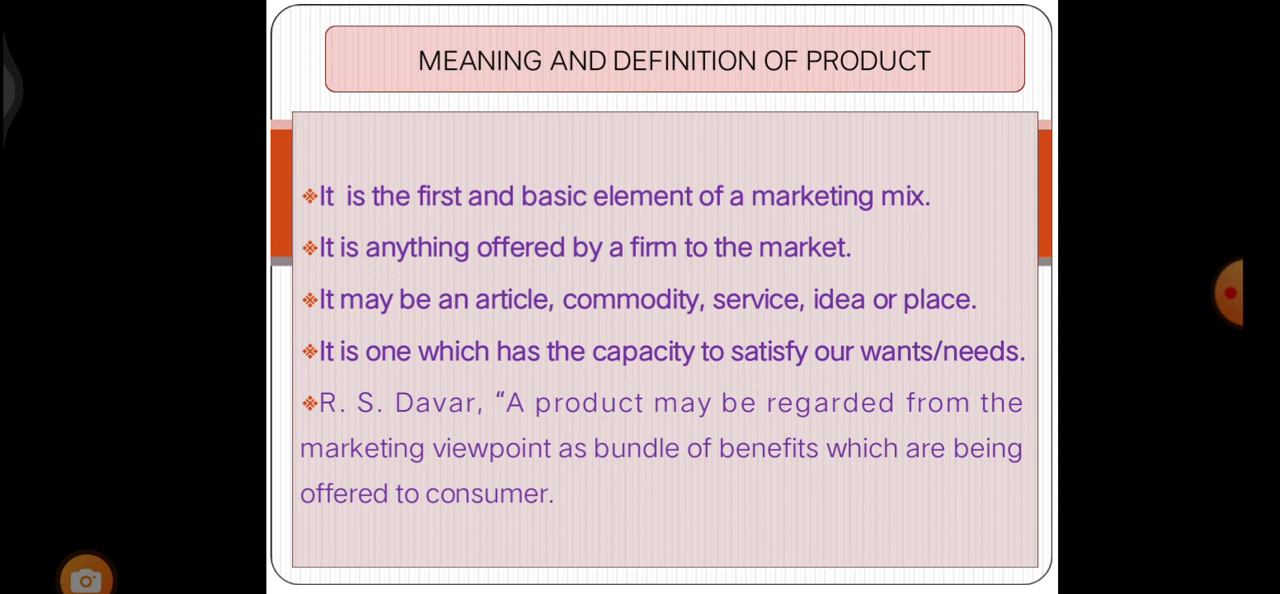 MEANING AND DEFINITION OF PRODUCT
❖It is the first and basic element of a marketing mix.
❖It is anything offered by a firm to the market.
❖It may be an article, commodity, service, idea or place.
❖It is one which has the capacity to satisfy our wants/needs.
❖R. S. Davar, “A product may be regarded from the
marketing viewpoint as bundle of benefits which are being
offered to consumer.